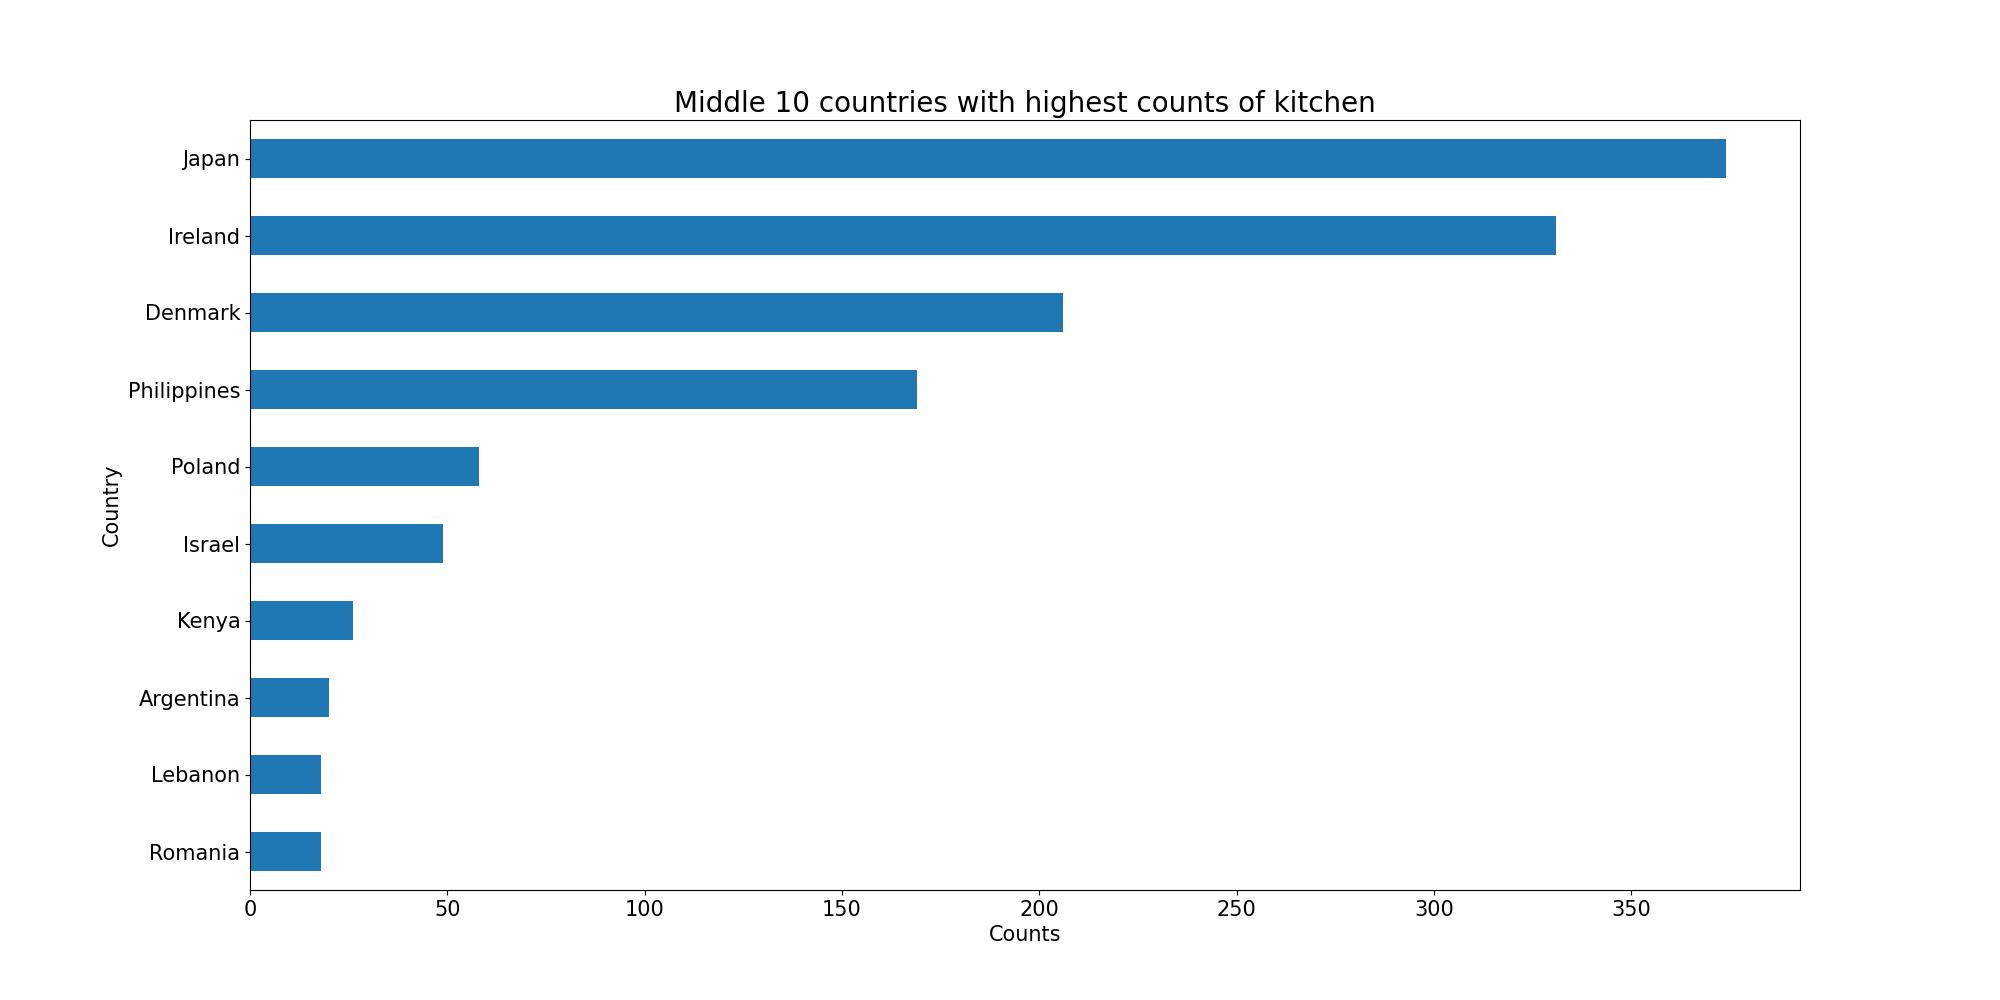 Middle 10 countries with highest counts of kitchen
Country
Japan
Ireland
Denmark
Philippines
Poland
Israel
Kenya
Argentina
Lebanon
Romania
0 50 100 150 200 250 300 350
Counts